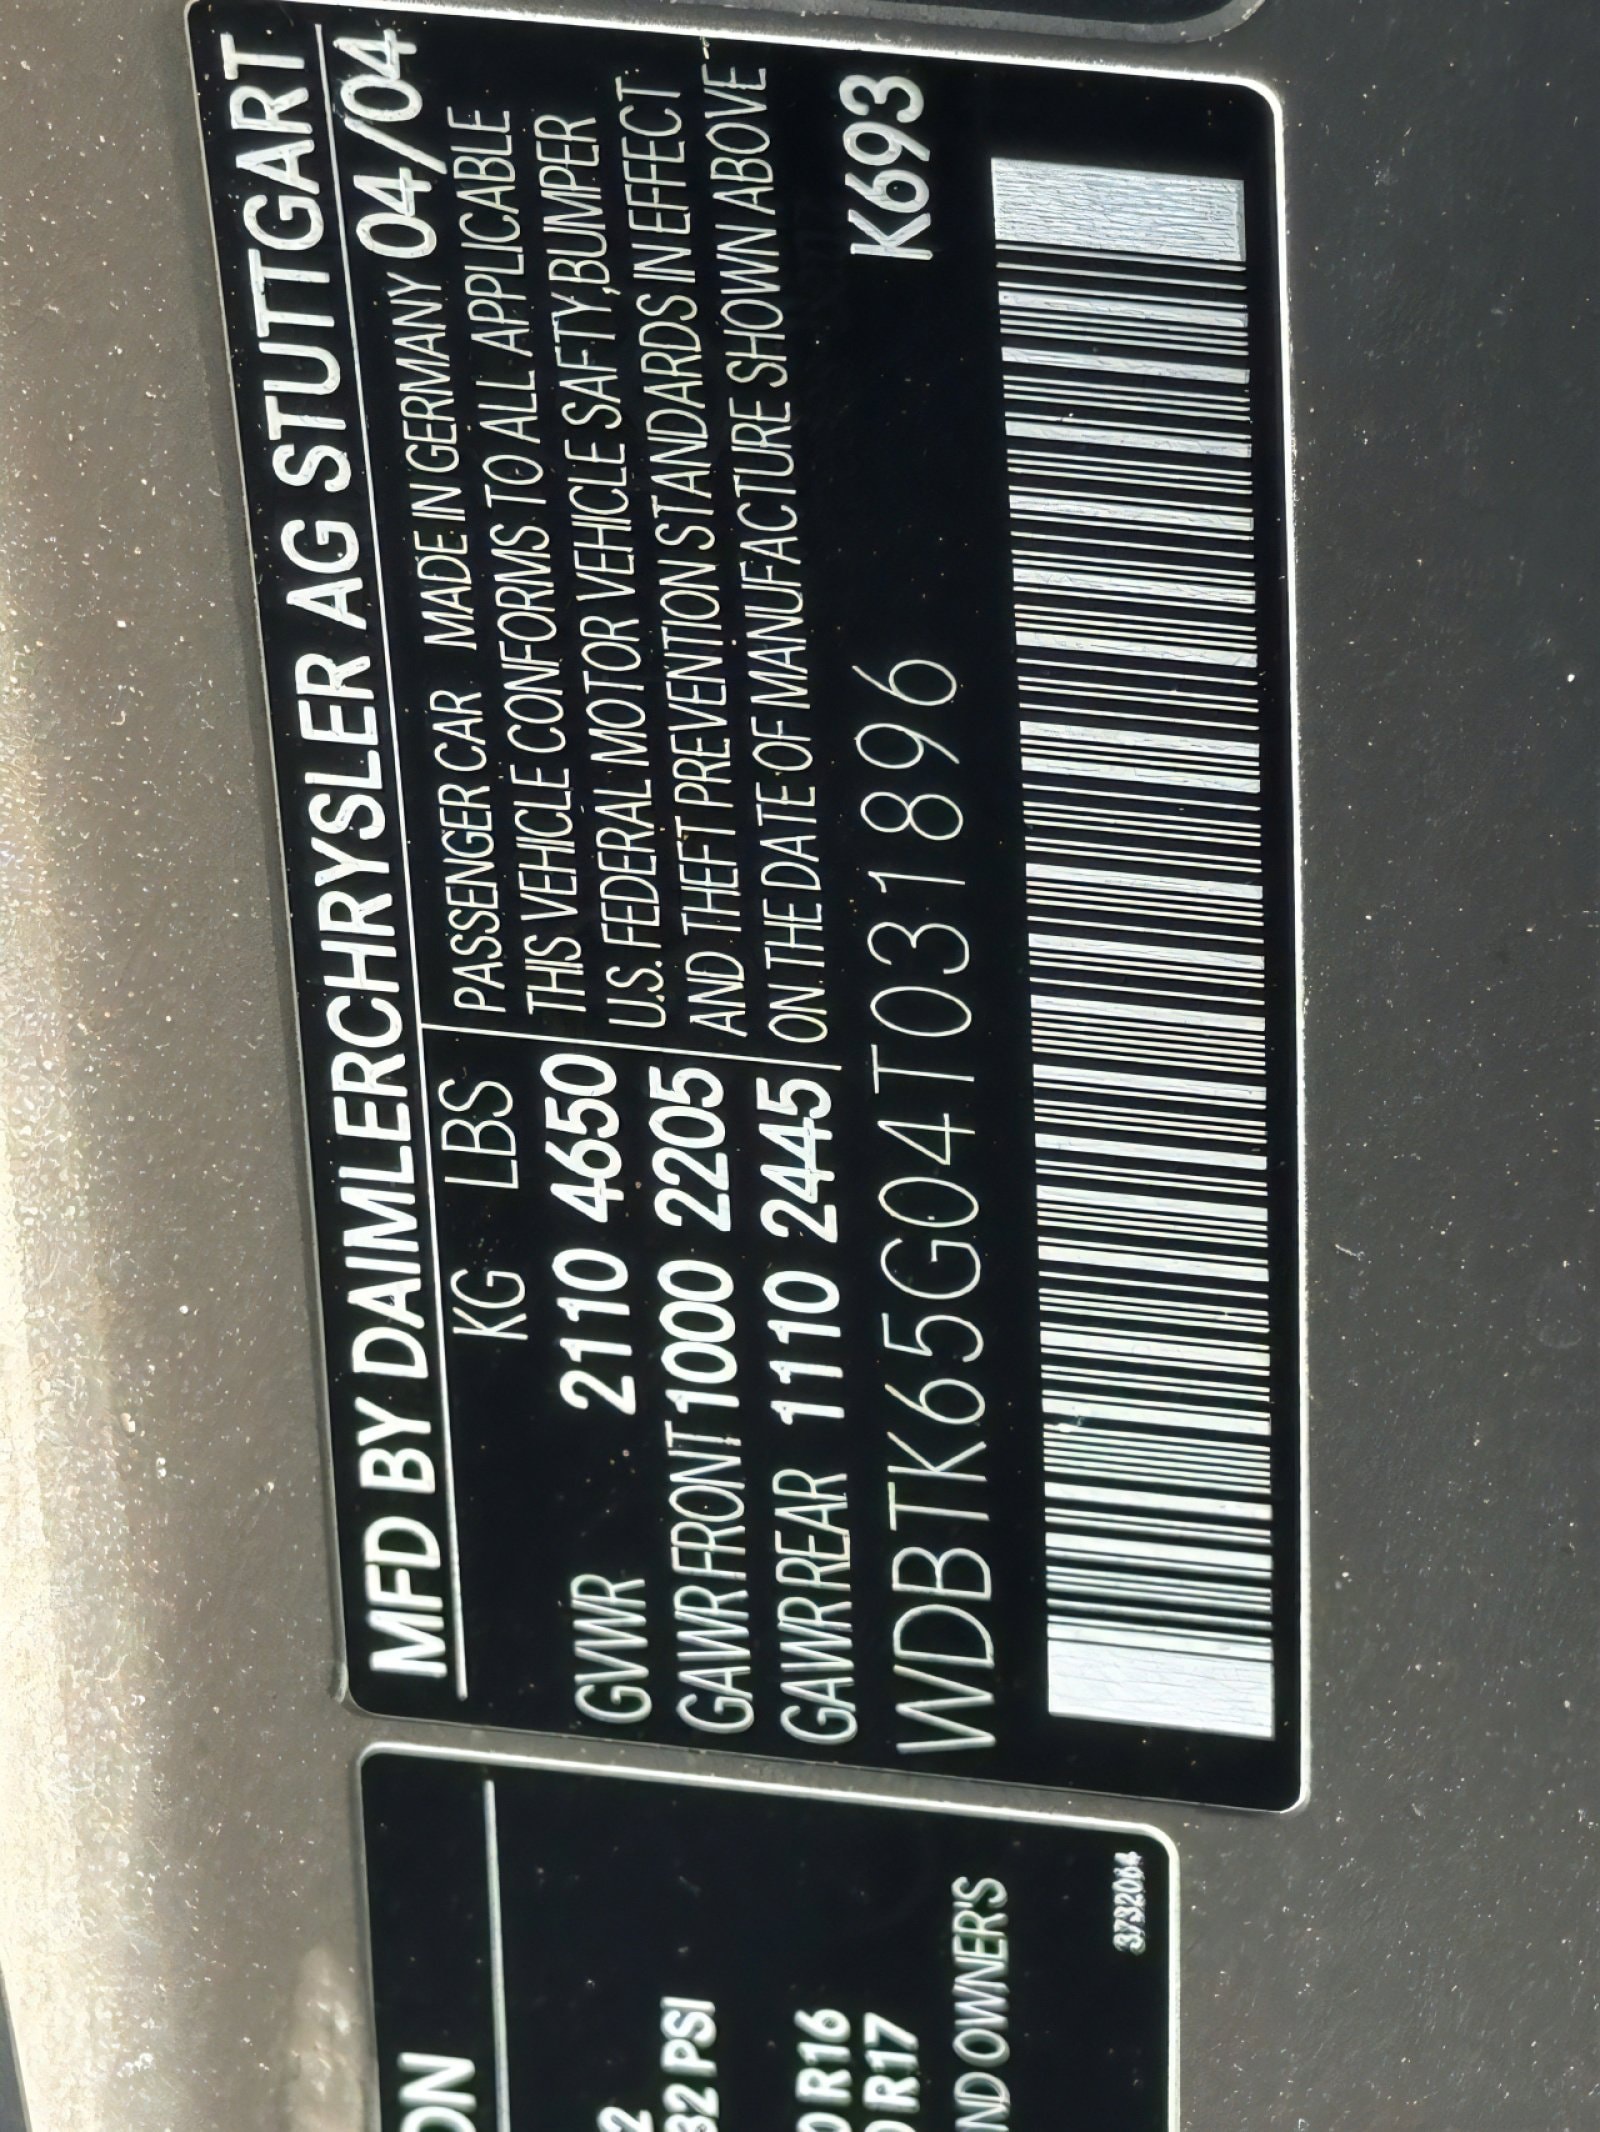 MFD BY DAIMLERCHRYSLER AG STUTTGART
KG LBS PASSENGER CAR MADE IN GERMANY 04/04
THIS VEHICLE CONFORMS TO ALL APPLICABLE
GVWR 2110 4650 U.S. FEDERAL MOTOR VEHICLE SAFTY,BUMPER
GAWR FRONT 1000 2205 AND THEFT PREVENTION STANDARDS IN EFFECT
GAWR REAR 1110 2445 ON THE DATE OF MANUFACTURE SHOWN ABOVE
WDBTK65G04T031896 K693
32 PSI
R16
R17
OWNER'S
3732064